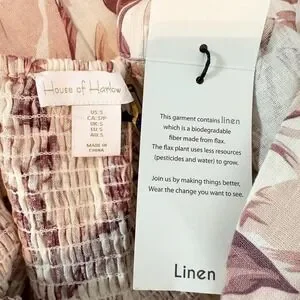 House of Harlow
US:S
CA: S/P
UK:S
EU:S
AU:S
MADE IN
CHINA
This garment contains linen
which is a biodegradable
fiber made from flax.
The flax plant uses less resources
(pesticides and water) to grow.
Join us by making things better,
Wear the change you want to see.
Linen